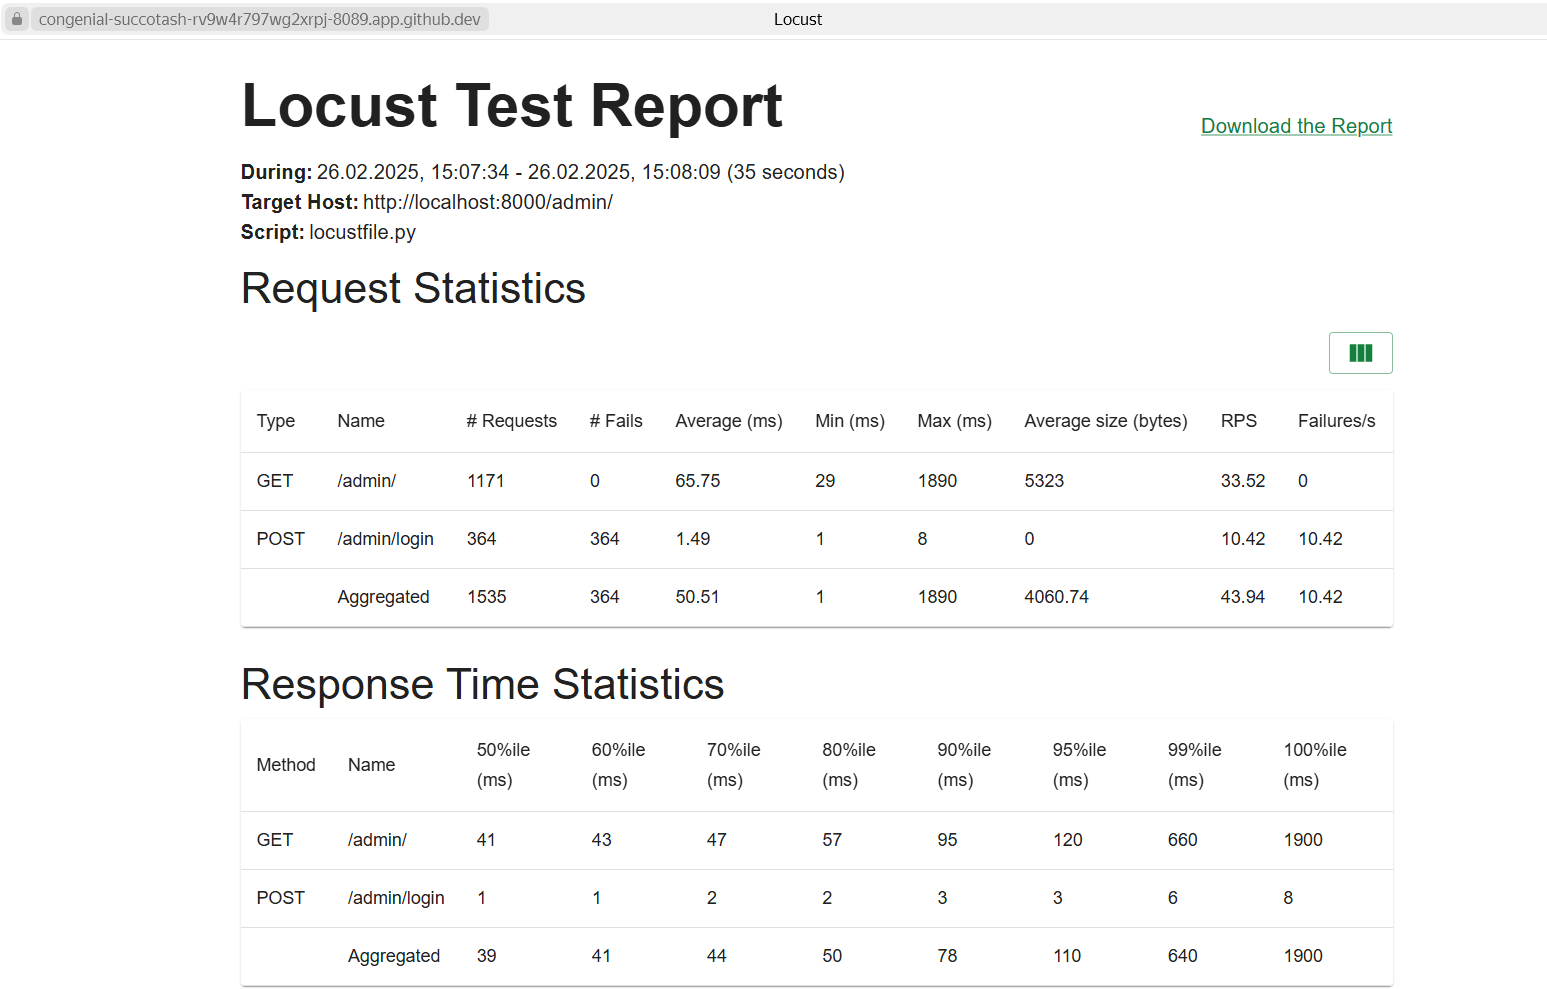 congenial-succotash-rv9w4r797wg2xrpj-8089.app.github.dev
Locust
Locust Test Report
Download the Report
During: 26.02.2025, 15:07:34 - 26.02.2025, 15:08:09 (35 seconds)
Target Host: http://localhost:8000/admin/
Script: locustfile.py
Request Statistics
Type Name # Requests # Fails Average (ms) Min (ms) Max (ms) Average size (bytes) RPS Failures/s
GET /admin/ 1171 0 65.75 29 1890 5323 33.52 0
POST /admin/login 364 364 1.49 1 8 0 10.42 10.42
Aggregated 1535 364 50.51 1 1890 4060.74 43.94 10.42
Response Time Statistics
Method Name 50%ile (ms) 60%ile (ms) 70%ile (ms) 80%ile (ms) 90%ile (ms) 95%ile (ms) 99%ile (ms) 100%ile (ms)
GET /admin/ 41 43 47 57 95 120 660 1900
POST /admin/login 1 1 2 2 3 3 6 8
Aggregated 39 41 44 50 78 110 640 1900